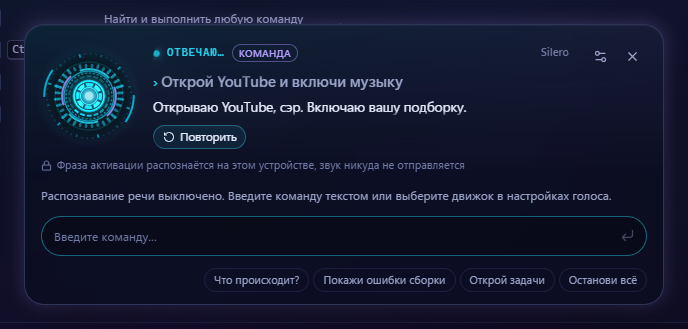 Найти и выполнить любую команду
Ct
ОТВЕЧАЮ… КОМАНДА Silero
› Открой YouTube и включи музыку
Открываю YouTube, сэр. Включаю вашу подборку.
Повторить
Фраза активации распознаётся на этом устройстве, звук никуда не отправляется
Распознавание речи выключено. Введите команду текстом или выберите движок в настройках голоса.
Введите команду...
Что происходит? Покажи ошибки сборки Открой задачи Останови всё